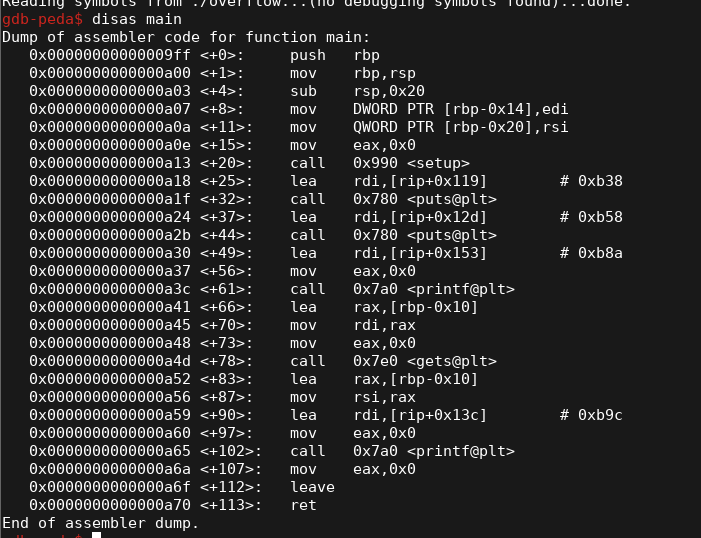 Reading symbols from ./overflow...(no debugging symbols found)...done.
gdb-peda$ disas main
Dump of assembler code for function main:
   0x00000000000009ff <+0>:     push   rbp
   0x0000000000000a00 <+1>:     mov    rbp,rsp
   0x0000000000000a03 <+4>:     sub    rsp,0x20
   0x0000000000000a07 <+8>:     mov    DWORD PTR [rbp-0x14],edi
   0x0000000000000a0a <+11>:    mov    QWORD PTR [rbp-0x20],rsi
   0x0000000000000a0e <+15>:    mov    eax,0x0
   0x0000000000000a13 <+20>:    call   0x990 <setup>
   0x0000000000000a18 <+25>:    lea    rdi,[rip+0x119]        # 0xb38
   0x0000000000000a1f <+32>:    call   0x780 <puts@plt>
   0x0000000000000a24 <+37>:    lea    rdi,[rip+0x12d]        # 0xb58
   0x0000000000000a2b <+44>:    call   0x780 <puts@plt>
   0x0000000000000a30 <+49>:    lea    rdi,[rip+0x153]        # 0xb8a
   0x0000000000000a37 <+56>:    mov    eax,0x0
   0x0000000000000a3c <+61>:    call   0x7a0 <printf@plt>
   0x0000000000000a41 <+66>:    lea    rax,[rbp-0x10]
   0x0000000000000a45 <+70>:    mov    rdi,rax
   0x0000000000000a48 <+73>:    mov    eax,0x0
   0x0000000000000a4d <+78>:    call   0x7e0 <gets@plt>
   0x0000000000000a52 <+83>:    lea    rax,[rbp-0x10]
   0x0000000000000a56 <+87>:    mov    rsi,rax
   0x0000000000000a59 <+90>:    lea    rdi,[rip+0x13c]        # 0xb9c
   0x0000000000000a60 <+97>:    mov    eax,0x0
   0x0000000000000a65 <+102>:   call   0x7a0 <printf@plt>
   0x0000000000000a6a <+107>:   mov    eax,0x0
   0x0000000000000a6f <+112>:   leave
   0x0000000000000a70 <+113>:   ret
End of assembler dump.